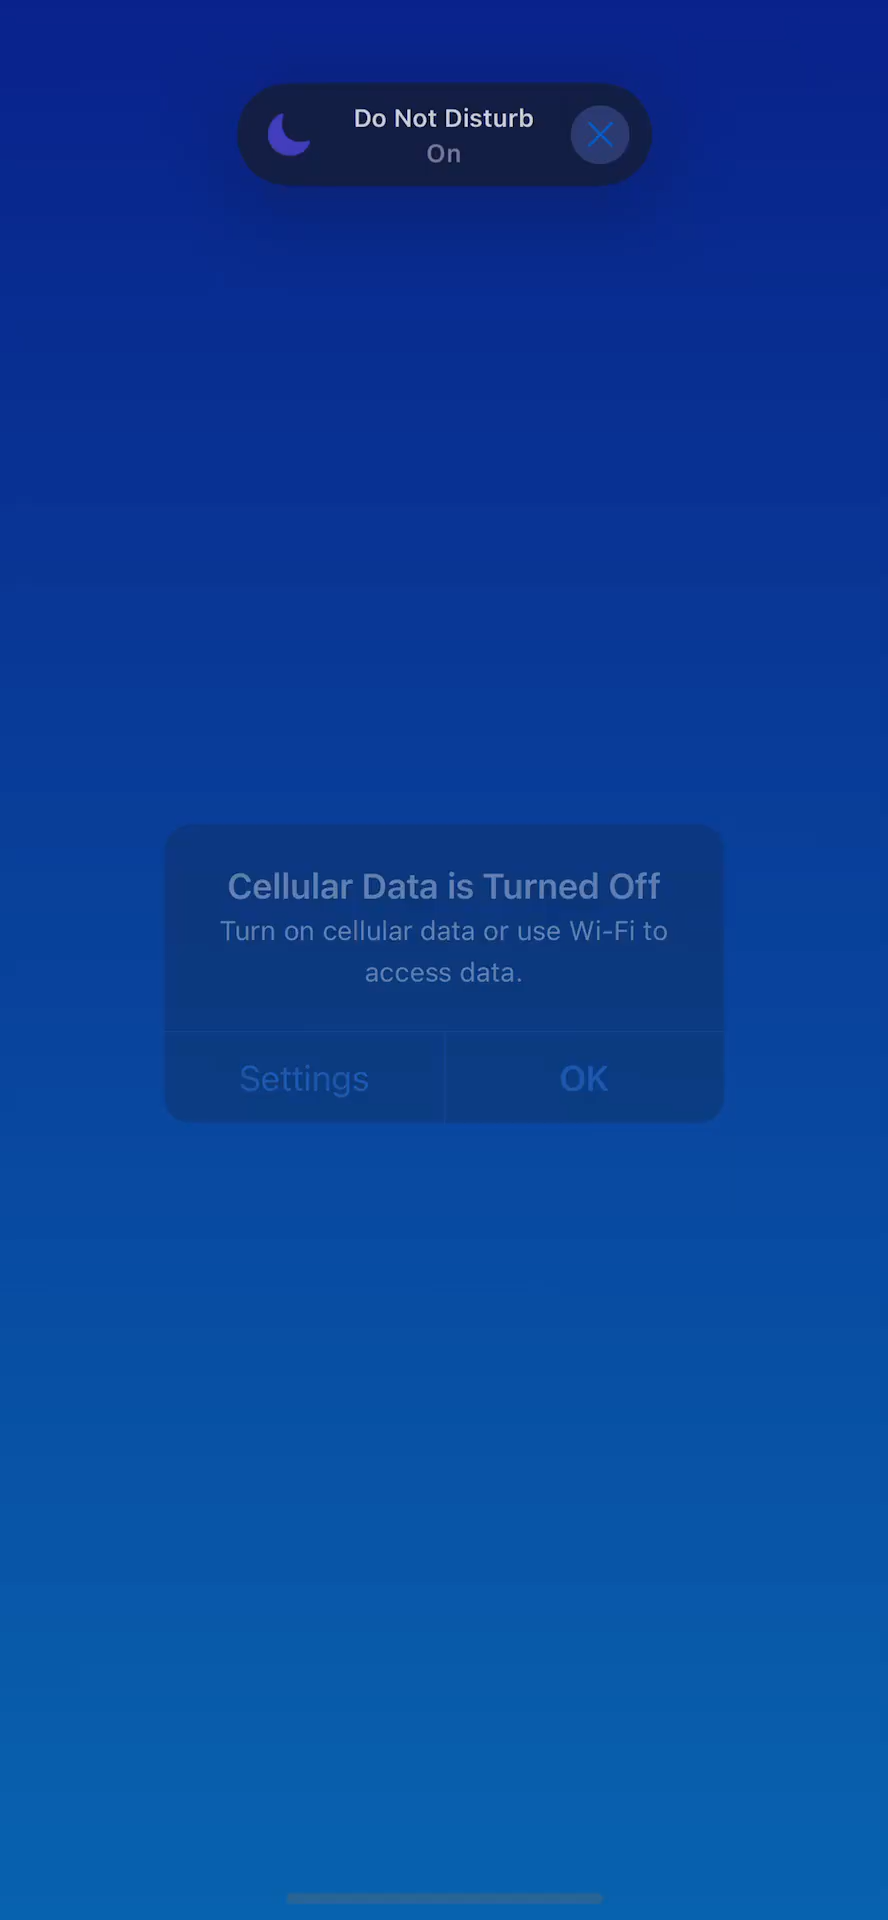 Do Not Disturb
On
Cellular Data is Turned Off
Turn on cellular data or use Wi-Fi to
access data.
Settings
OK